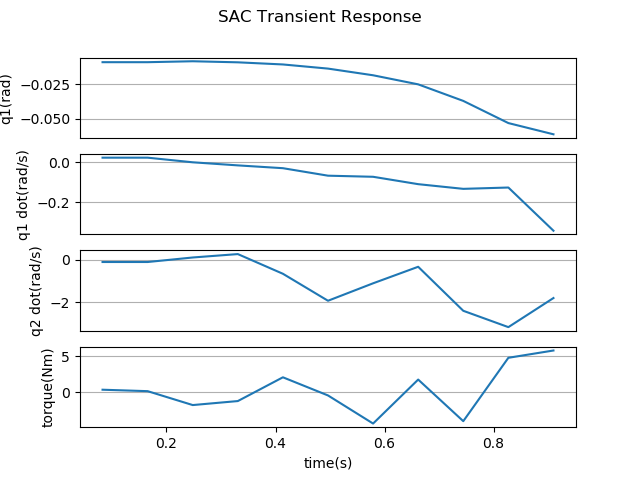 SAC Transient Response
q1(rad)
−0.025
−0.050
q1 dot(rad/s)
0.0
−0.2
q2 dot(rad/s)
0
−2
torque(Nm)
5
0
0.2 0.4 0.6 0.8
time(s)